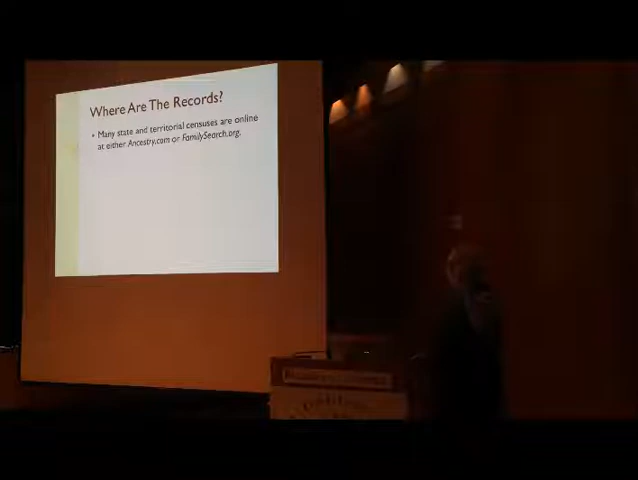 Where Are The Records?
• Many state and territorial censuses are online
at either Ancestry.com or FamilySearch.org.